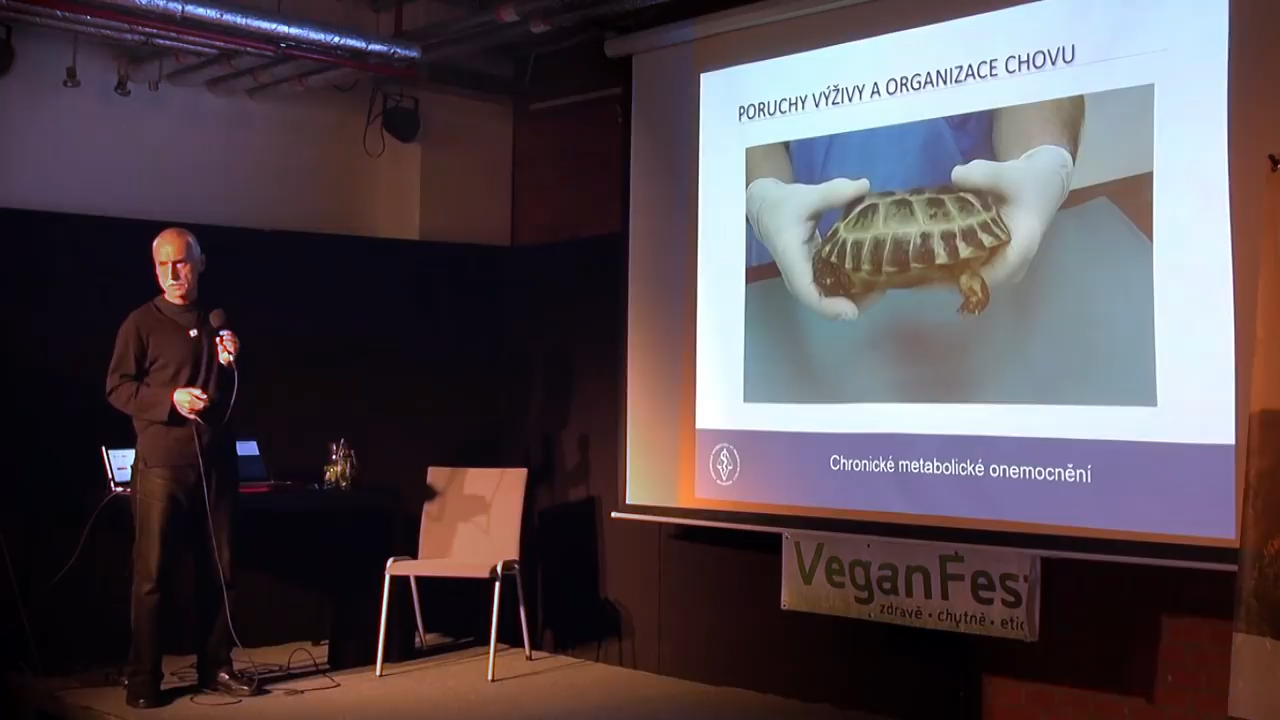 PORUCHY VÝŽIVY A ORGANIZACE CHOVU
Chronické metabolické onemocnění
VeganFest
zdravě • chutně • etic